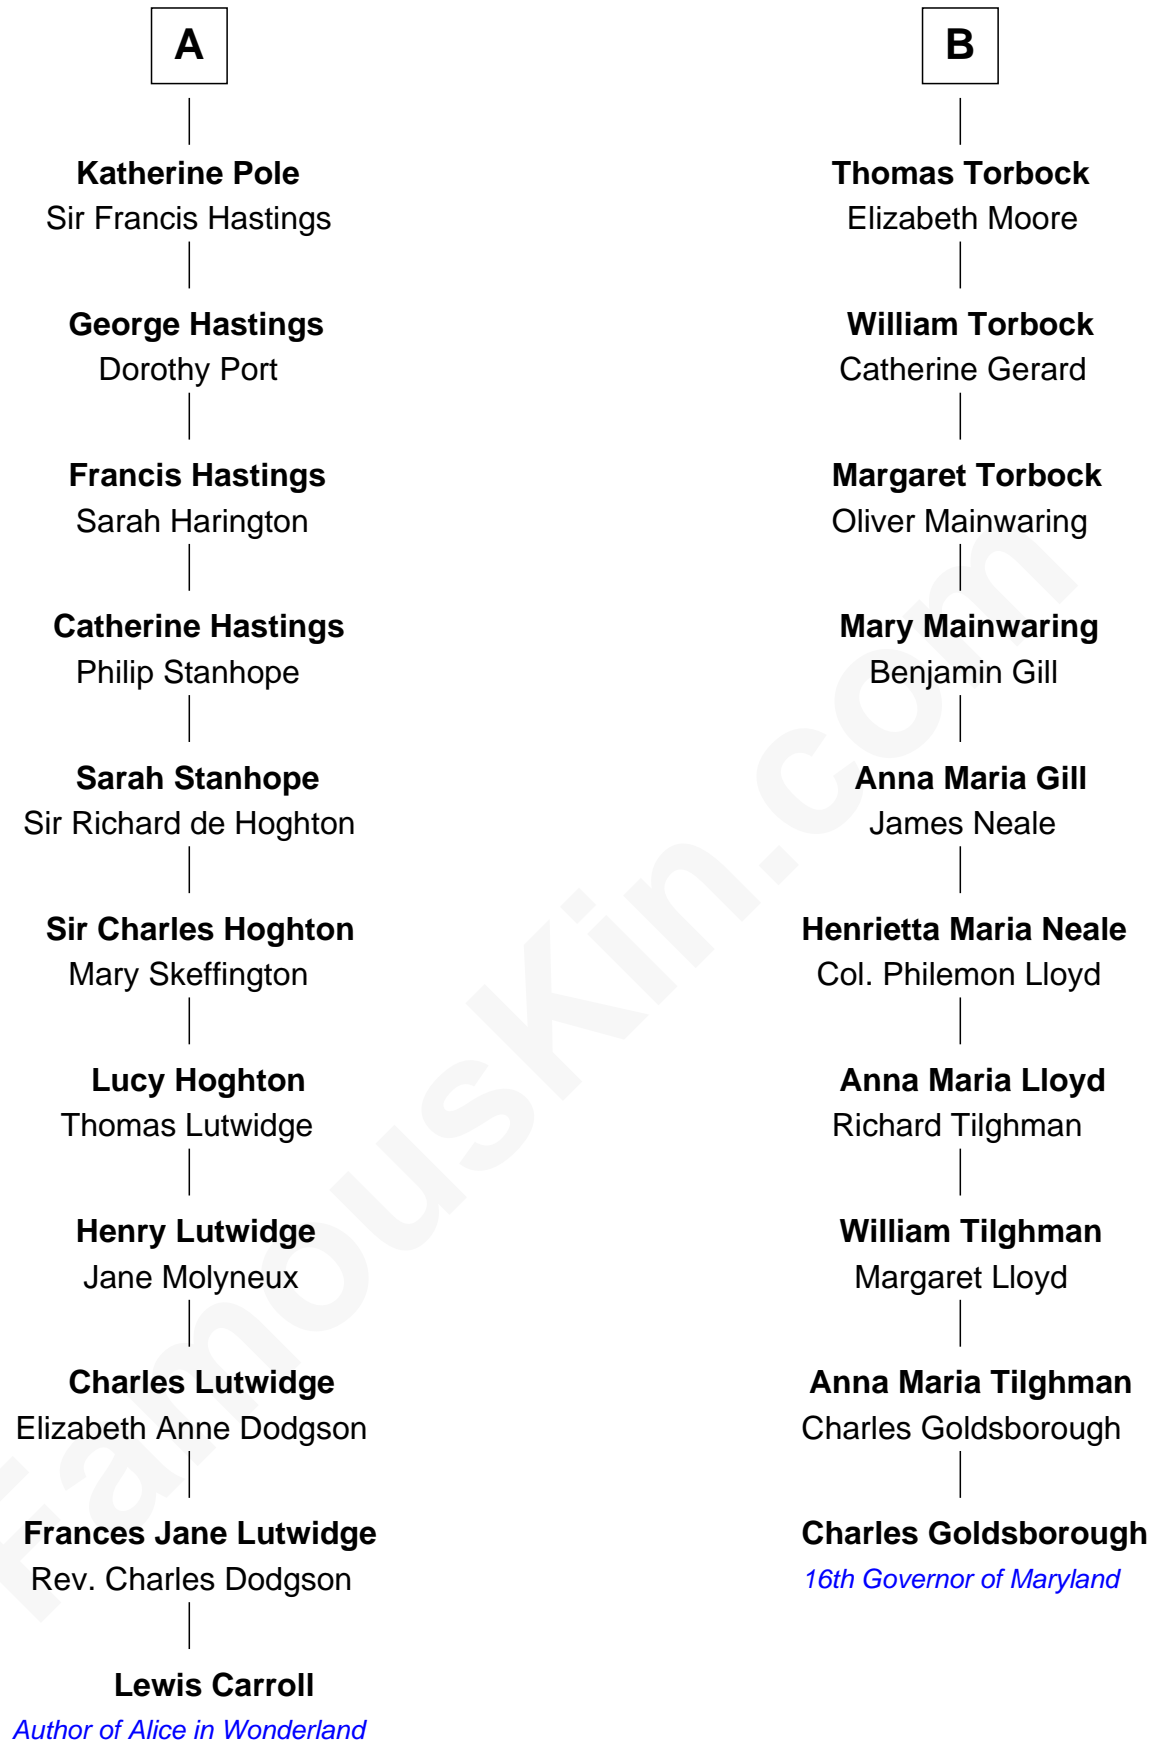 A
Katherine Pole
Sir Francis Hastings
George Hastings
Dorothy Port
Francis Hastings
Sarah Harington
Catherine Hastings
Philip Stanhope
Sarah Stanhope
Sir Richard de Hoghton
Sir Charles Hoghton
Mary Skeffington
Lucy Hoghton
Thomas Lutwidge
Henry Lutwidge
Jane Molyneux
Charles Lutwidge
Elizabeth Anne Dodgson
Frances Jane Lutwidge
Rev. Charles Dodgson
Lewis Carroll
Author of Alice in Wonderland
B
Thomas Torbock
Elizabeth Moore
William Torbock
Catherine Gerard
Margaret Torbock
Oliver Mainwaring
Mary Mainwaring
Benjamin Gill
Anna Maria Gill
James Neale
Henrietta Maria Neale
Col. Philemon Lloyd
Anna Maria Lloyd
Richard Tilghman
William Tilghman
Margaret Lloyd
Anna Maria Tilghman
Charles Goldsborough
Charles Goldsborough
16th Governor of Maryland
FamousKin.com